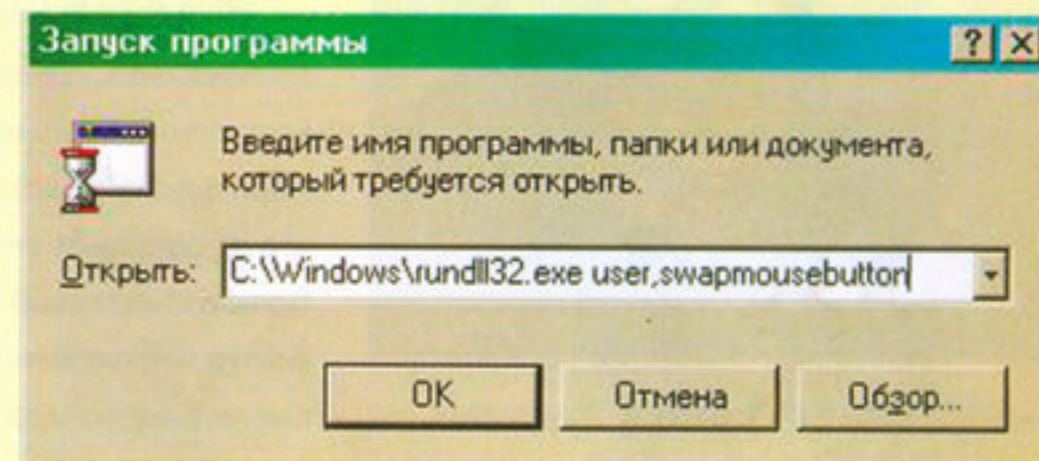 Запуск программы
Введите имя программы, папки или документа,
который требуется открыть.
Открыть: C:\Windows\rundll32.exe user,swapmousebutton
OK Отмена Обзор...